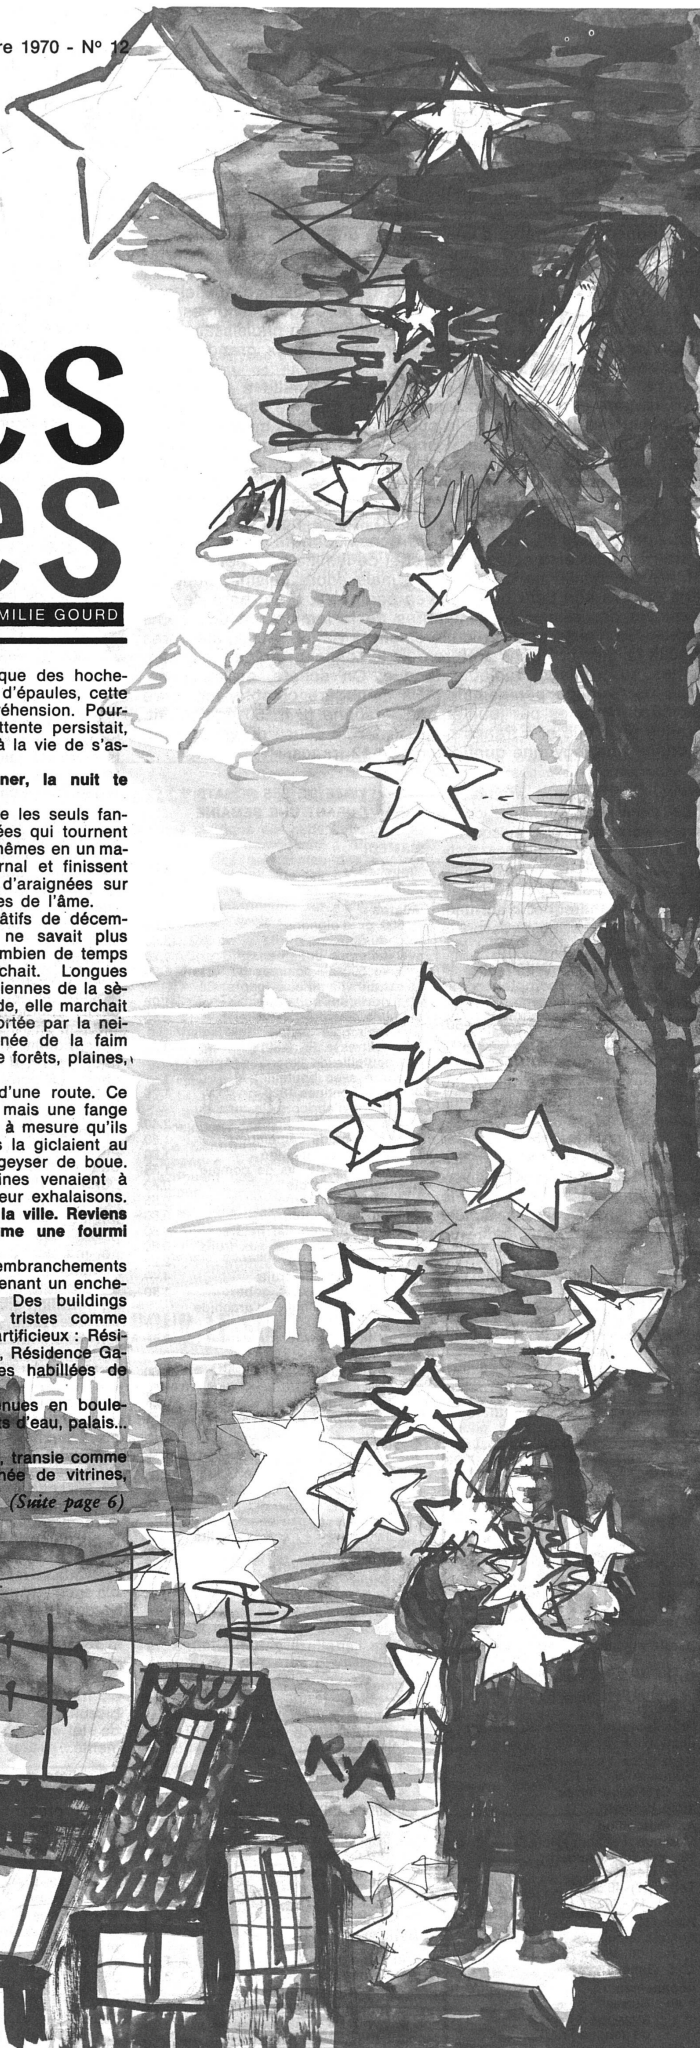 re 1970 - Nº 12
es
es
MILIE GOURD
que des hoche-
d'épaules, cette
éhension. Pour-
ttente persistait,
à la vie de s'as-
ner, la nuit te
e les seuls fan-
ées qui tournent
êmes en un ma-
rnal et finissent
d'araignées sur
es de l'âme.
âtifs de décem-
ne savait plus
mbien de temps
chait. Longues
iennes de la sè-
de, elle marchait
ortée par la nei-
née de la faim
e forêts, plaines,
d'une route. Ce
mais une fange
à mesure qu'ils
s la giclaient au
geyser de boue.
ines venaient à
eur exhalaisons.
la ville. Reviens
me une fourmi
embranchements
enant un enche-
Des buildings
tristes comme
artificieux : Rési-
, Résidence Ga-
es habillées de
nues en boule-
ts d'eau, palais...
, transie comme
hée de vitrines,
(Suite page 6)
KA